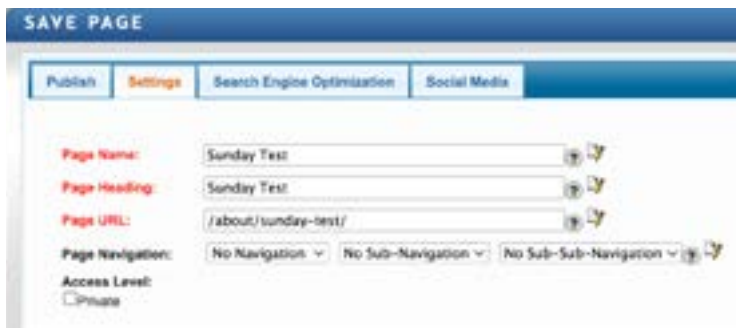 SAVE PAGE
Publish Settings Search Engine Optimization Social Media
Page Name: Sunday Test ?
Page Heading: Sunday Test ?
Page URL: /about/sunday-test/ ?
Page Navigation: No Navigation No Sub-Navigation No Sub-Sub-Navigation ?
Access Level:
Private